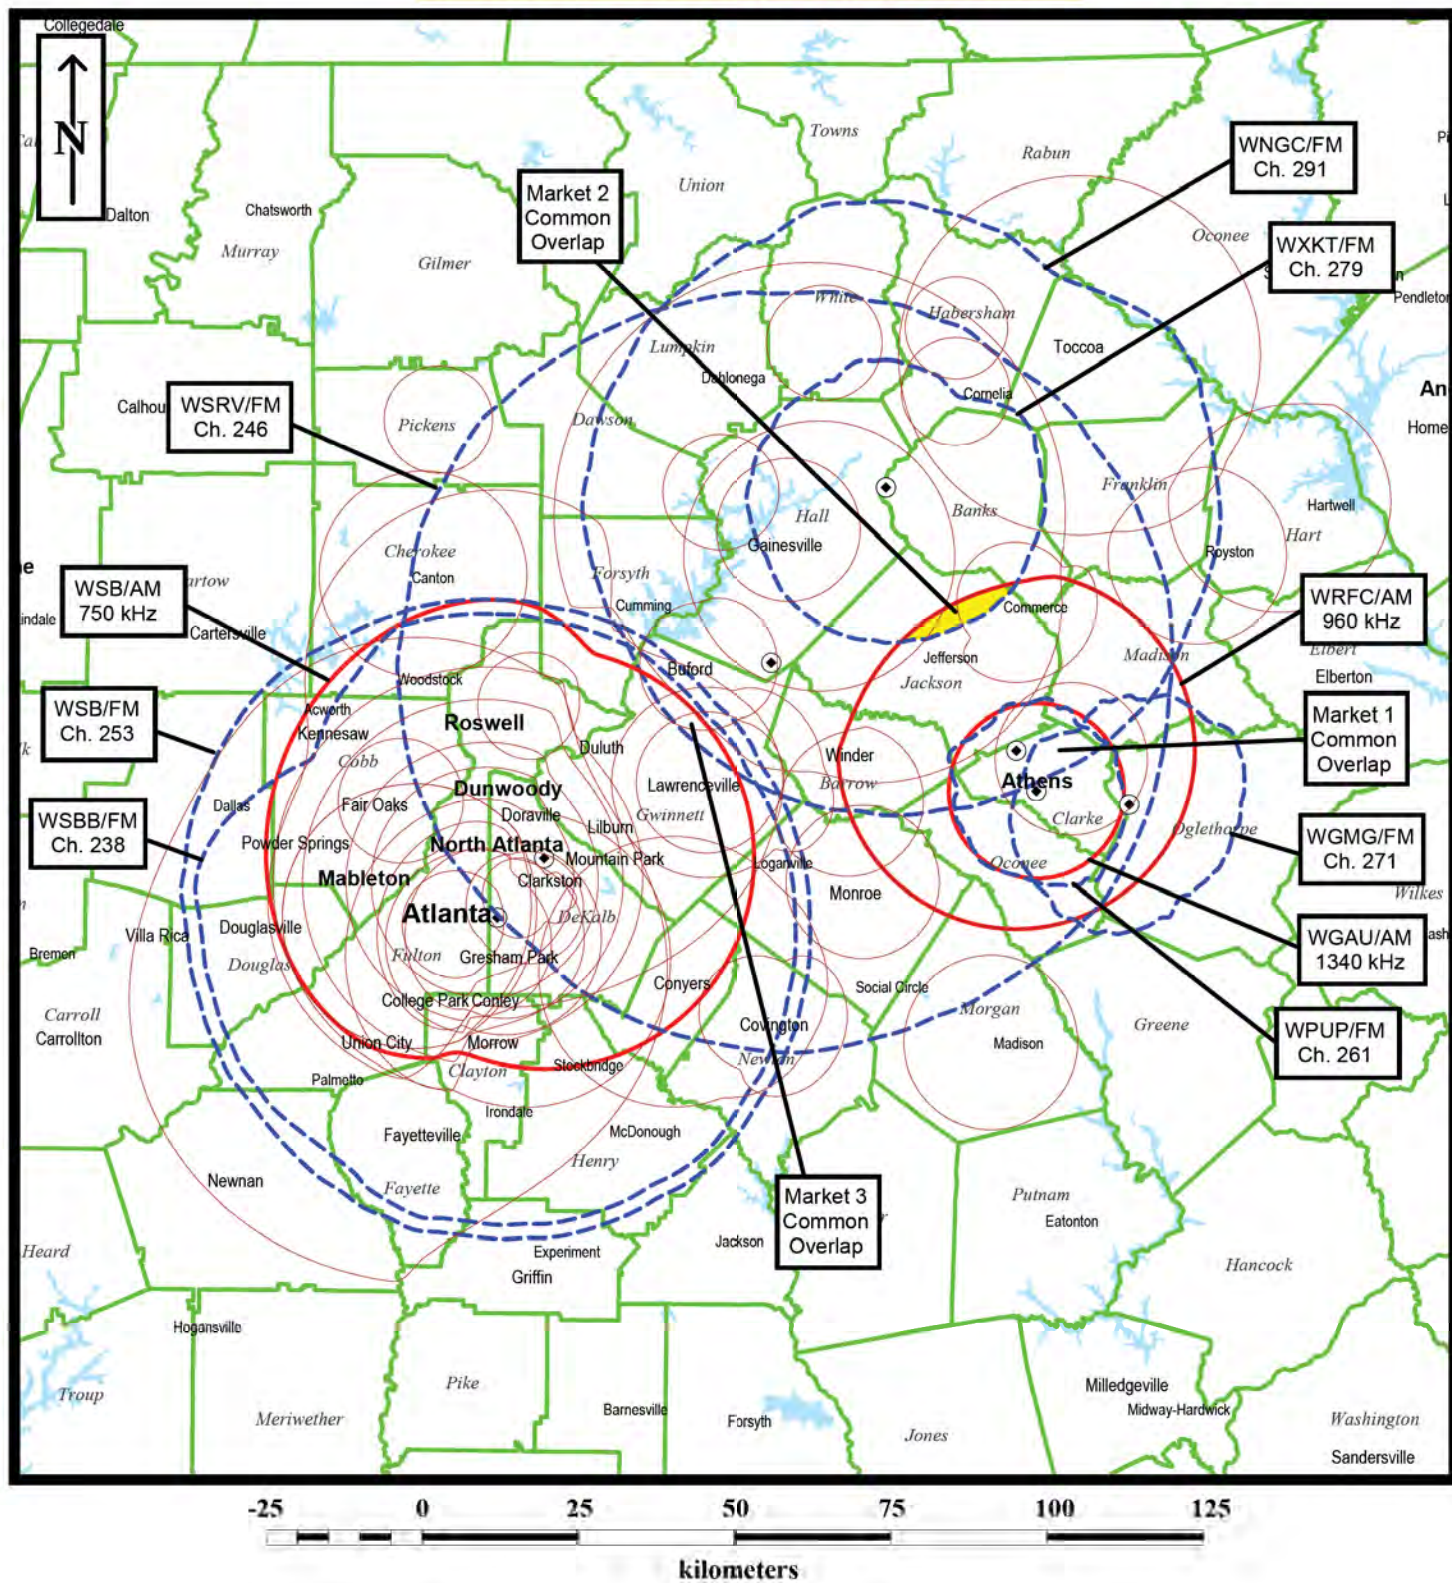 Collegedale
N
Dalton
Chatsworth
Murray
Gilmer
Union
Towns
Rabun
WNGC/FM
Ch. 291
Market 2
Common
Overlap
Oconee
WXKT/FM
Ch. 279
Pendleton
White
Habersham
Lumpkin
Toccoa
Dahlonega
Cornelia
An
Home
Calhou
WSRV/FM
Ch. 246
Pickens
Dawson
Franklin
Hartwell
Hart
Hall
Banks
Gainesville
Royston
Cherokee
Canton
Forsyth
Cumming
Commerce
WSB/AM
750 kHz
artow
Cartersville
WRFC/AM
960 kHz
Jefferson
Madison
Elbert
Elberton
Buford
Jackson
Woodstock
WSB/FM
Ch. 253
Acworth
Kennesaw
Roswell
Duluth
Market 1
Common
Overlap
Cobb
Winder
Barrow
Athens
Dunwoody
Lawrenceville
Dallas
Fair Oaks
Doraville
Gwinnett
Clarke
Oglethorpe
WSBB/FM
Ch. 238
Lilburn
Powder Springs
North Atlanta
Mountain Park
WGMG/FM
Ch. 271
Loganville
Oconee
Mableton
Clarkston
Monroe
Wilkes
Atlanta
DeKalb
Villa Rica
Douglasville
Bremen
Fulton
Gresham Park
WGAU/AM
1340 kHz
Douglas
Conyers
Social Circle
College Park
Conley
Morgan
Carroll
Carrollton
Covington
Greene
WPUP/FM
Ch. 261
Union City
Morrow
Madison
Newton
Stockbridge
Clayton
Palmetto
Irondale
Fayetteville
McDonough
Henry
Newnan
Fayette
Market 3
Common
Overlap
Putnam
Eatonton
Heard
Experiment
Jackson
Griffin
Hancock
Hogansville
Troup
Pike
Milledgeville
Meriwether
Barnesville
Forsyth
Midway-Hardwick
Washington
Jones
Sandersville
-25 0 25 50 75 100 125
kilometers